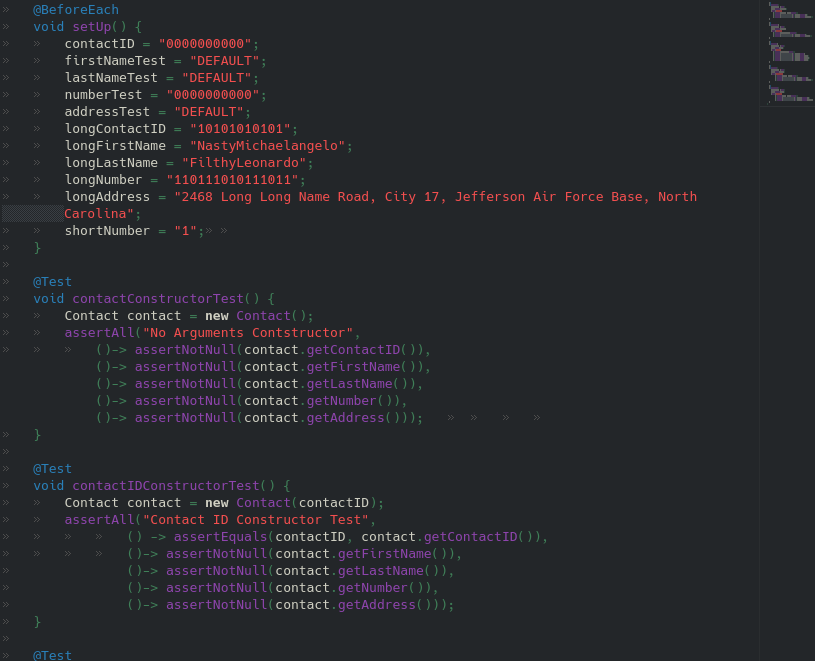 @BeforeEach
void setUp() {
contactID = "0000000000";
firstNameTest = "DEFAULT";
lastNameTest = "DEFAULT";
numberTest = "0000000000";
addressTest = "DEFAULT";
longContactID = "10101010101";
longFirstName = "NastyMichaelangelo";
longLastName = "FilthyLeonardo";
longNumber = "110111010111011";
longAddress = "2468 Long Long Name Road, City 17, Jefferson Air Force Base, North
Carolina";
shortNumber = "1";
}
@Test
void contactConstructorTest() {
Contact contact = new Contact();
assertAll("No Arguments Contstructor",
()-> assertNotNull(contact.getContactID()),
()-> assertNotNull(contact.getFirstName()),
()-> assertNotNull(contact.getLastName()),
()-> assertNotNull(contact.getNumber()),
()-> assertNotNull(contact.getAddress()));
}
@Test
void contactIDConstructorTest() {
Contact contact = new Contact(contactID);
assertAll("Contact ID Constructor Test",
() -> assertEquals(contactID, contact.getContactID()),
()-> assertNotNull(contact.getFirstName()),
()-> assertNotNull(contact.getLastName()),
()-> assertNotNull(contact.getNumber()),
()-> assertNotNull(contact.getAddress()));
}
@Test